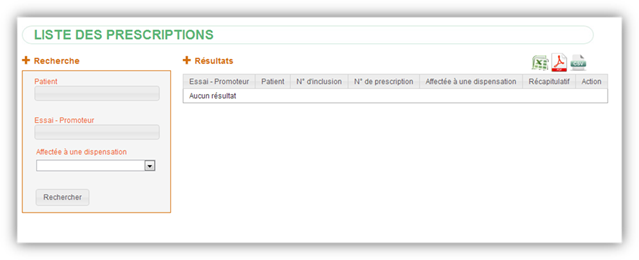 LISTE DES PRESCRIPTIONS
Recherche
Patient
Essai - Promoteur
Affectée à une dispensation
Rechercher
Résultats
Essai - Promoteur Patient N° d'inclusion N° de prescription Affectée à une dispensation Récapitulatif Action
Aucun résultat